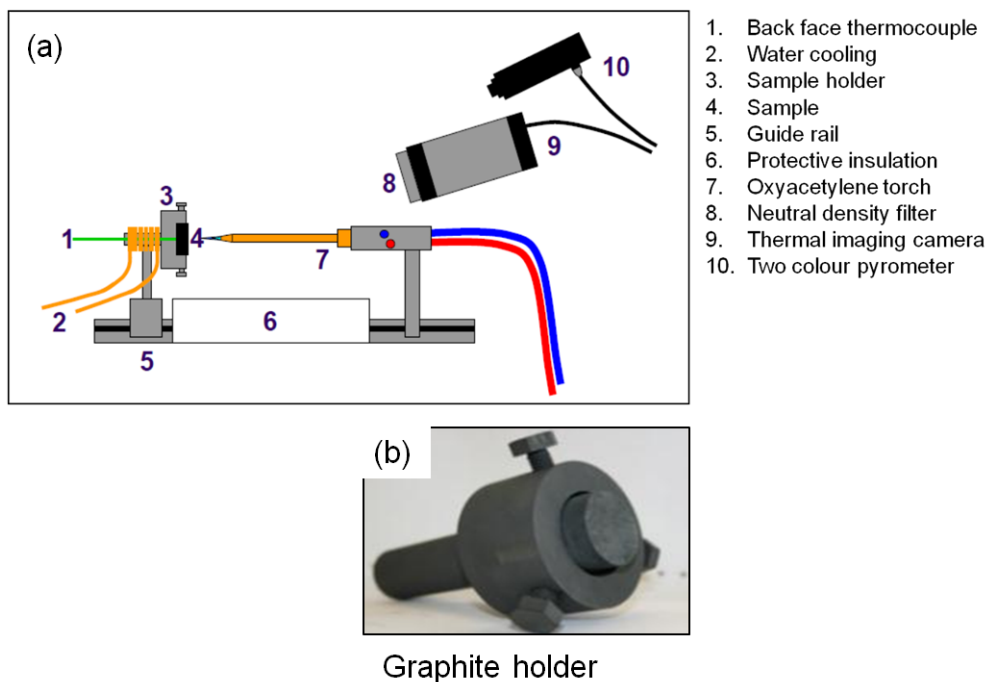 (a)
1
2
3
4
5
6
7
8
9
10
1. Back face thermocouple
2. Water cooling
3. Sample holder
4. Sample
5. Guide rail
6. Protective insulation
7. Oxyacetylene torch
8. Neutral density filter
9. Thermal imaging camera
10. Two colour pyrometer
(b)
Graphite holder